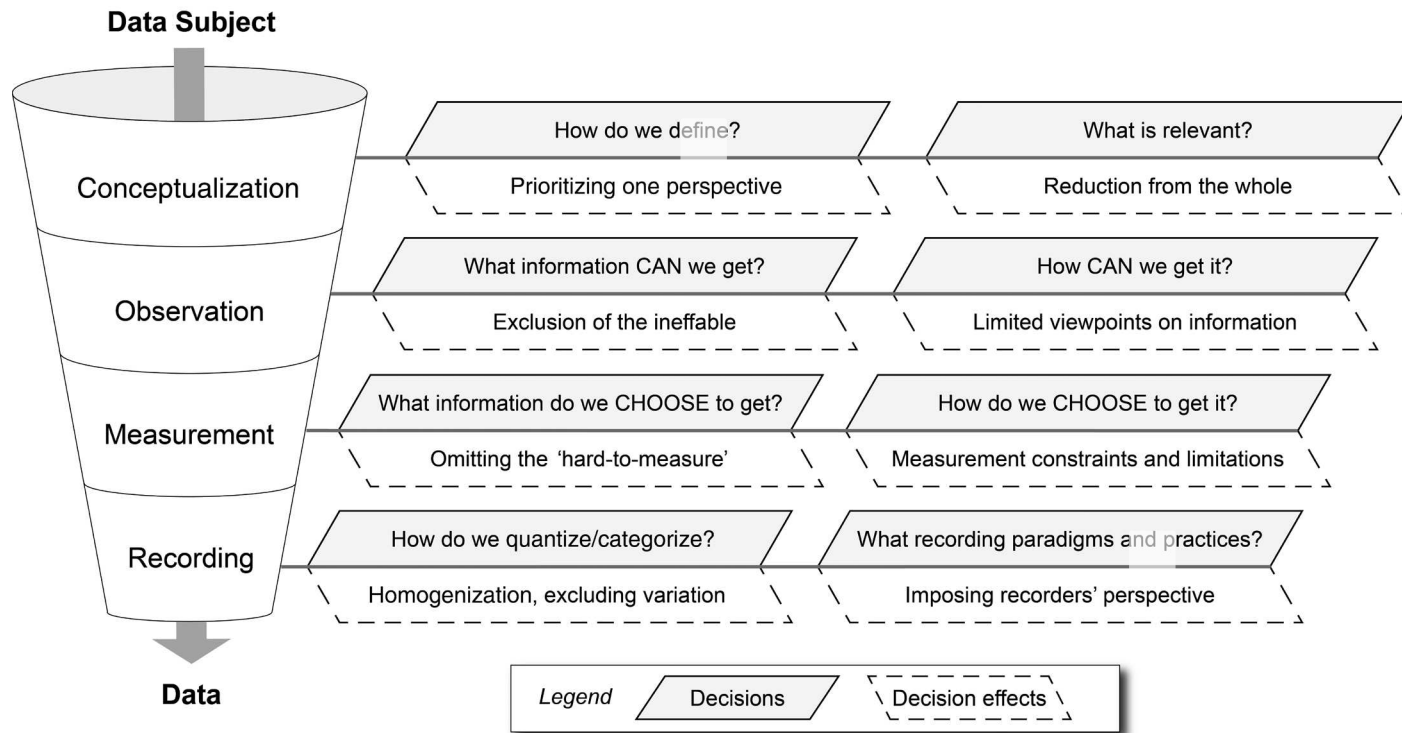 Data Subject
How do we define?
What is relevant?
Conceptualization
Prioritizing one perspective
Reduction from the whole
What information CAN we get?
How CAN we get it?
Observation
Exclusion of the ineffable
Limited viewpoints on information
What information do we CHOOSE to get?
How do we CHOOSE to get it?
Measurement
Omitting the ‘hard-to-measure’
Measurement constraints and limitations
How do we quantize/categorize?
What recording paradigms and practices?
Recording
Homogenization, excluding variation
Imposing recorders’ perspective
Data
Legend
Decisions
Decision effects